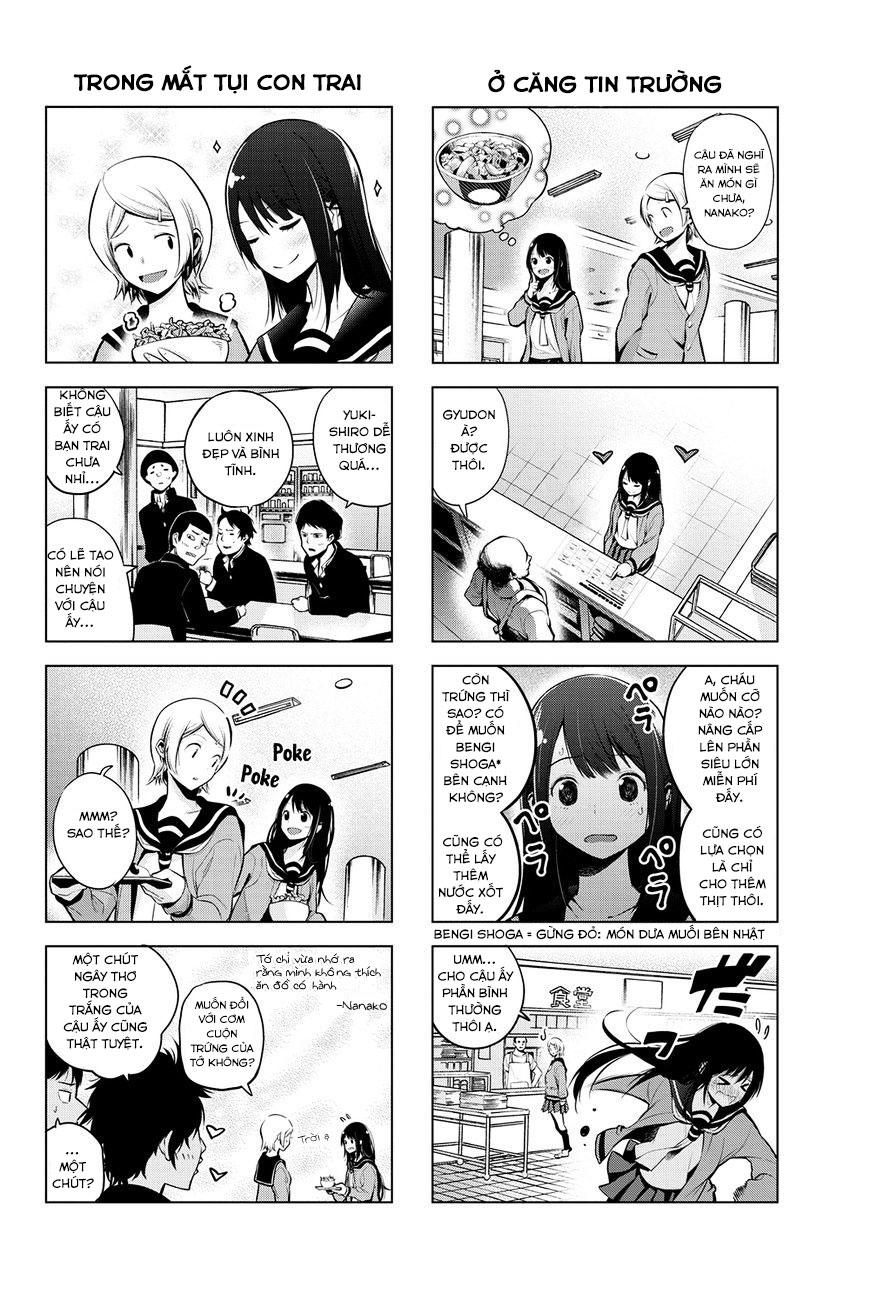 Ở CĂNG TIN TRƯỜNG
CẬU ĐÃ NGHĨ
RA MÌNH SẼ
ĂN MÓN GÌ
CHƯA,
NANAKO?
GYUDON
À?
ĐƯỢC
THÔI.
A, CHÁU
MUỐN CỠ
NÀO NÀO?
NÂNG CẤP
LÊN PHẦN
SIÊU LỚN
MIỄN PHÍ
ĐẤY.
CŨNG CÓ
LỰA CHỌN
LÀ CHỈ
CHO THÊM
THỊT THÔI.
CÒN
TRỨNG THÌ
SAO? CÓ
ĐỂ MUỐN
BENGI
SHOGA*
BÊN CẠNH
KHÔNG?
CŨNG CÓ
THỂ LẤY
THÊM
NƯỚC XỐT
ĐẤY.
ペラ
ペラ
BENGI SHOGA = GỪNG ĐỎ: MÓN DƯA MUỐI BÊN NHẬT
UMM...
CHO CẬU ẤY
PHẦN BÌNH
THƯỜNG
THÔI Ạ.
食堂
ダッ
TRONG MẮT TỤI CON TRAI
YUKI-
SHIRO DỄ
THƯƠNG
QUÁ...
LUÔN XINH
ĐẸP VÀ BÌNH
TĨNH.
KHÔNG
BIẾT CẬU
ẤY CÓ
BẠN TRAI
CHƯA
NHỈ...
CÓ LẼ TAO
NÊN NÓI
CHUYỆN
VỚI CẬU
ẤY...
Poke
Poke
MMM?
SAO THẾ?
Tớ chỉ vừa nhớ ra
rằng mình không thích
ăn đồ có hành
-Nanako
MUỐN ĐỔI
VỚI CƠM
CUỘN
TRỨNG CỦA
TỚ KHÔNG?
Trời ạ
MỘT CHÚT
NGÂY THƠ
TRONG
TRẮNG CỦA
CẬU ẤY CŨNG
THẬT TUYỆT.
...
MỘT
CHÚT?